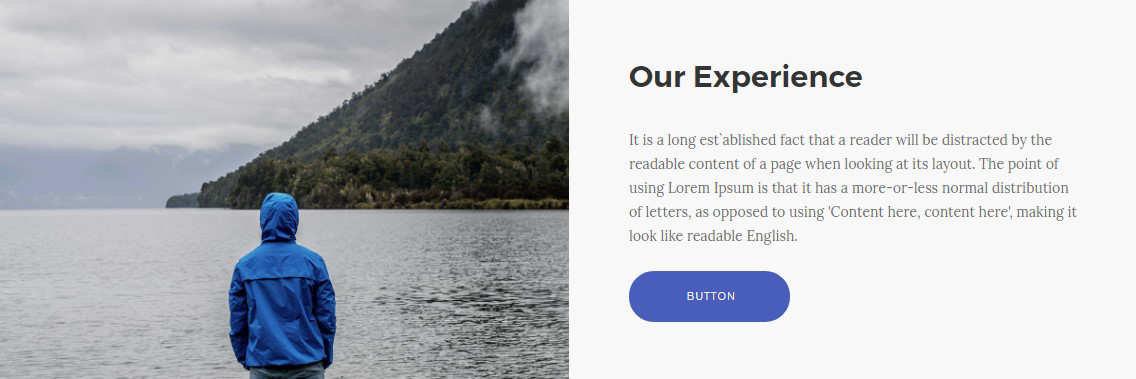 Our Experience
It is a long est`ablished fact that a reader will be distracted by the
readable content of a page when looking at its layout. The point of
using Lorem Ipsum is that it has a more-or-less normal distribution
of letters, as opposed to using 'Content here, content here', making it
look like readable English.
BUTTON